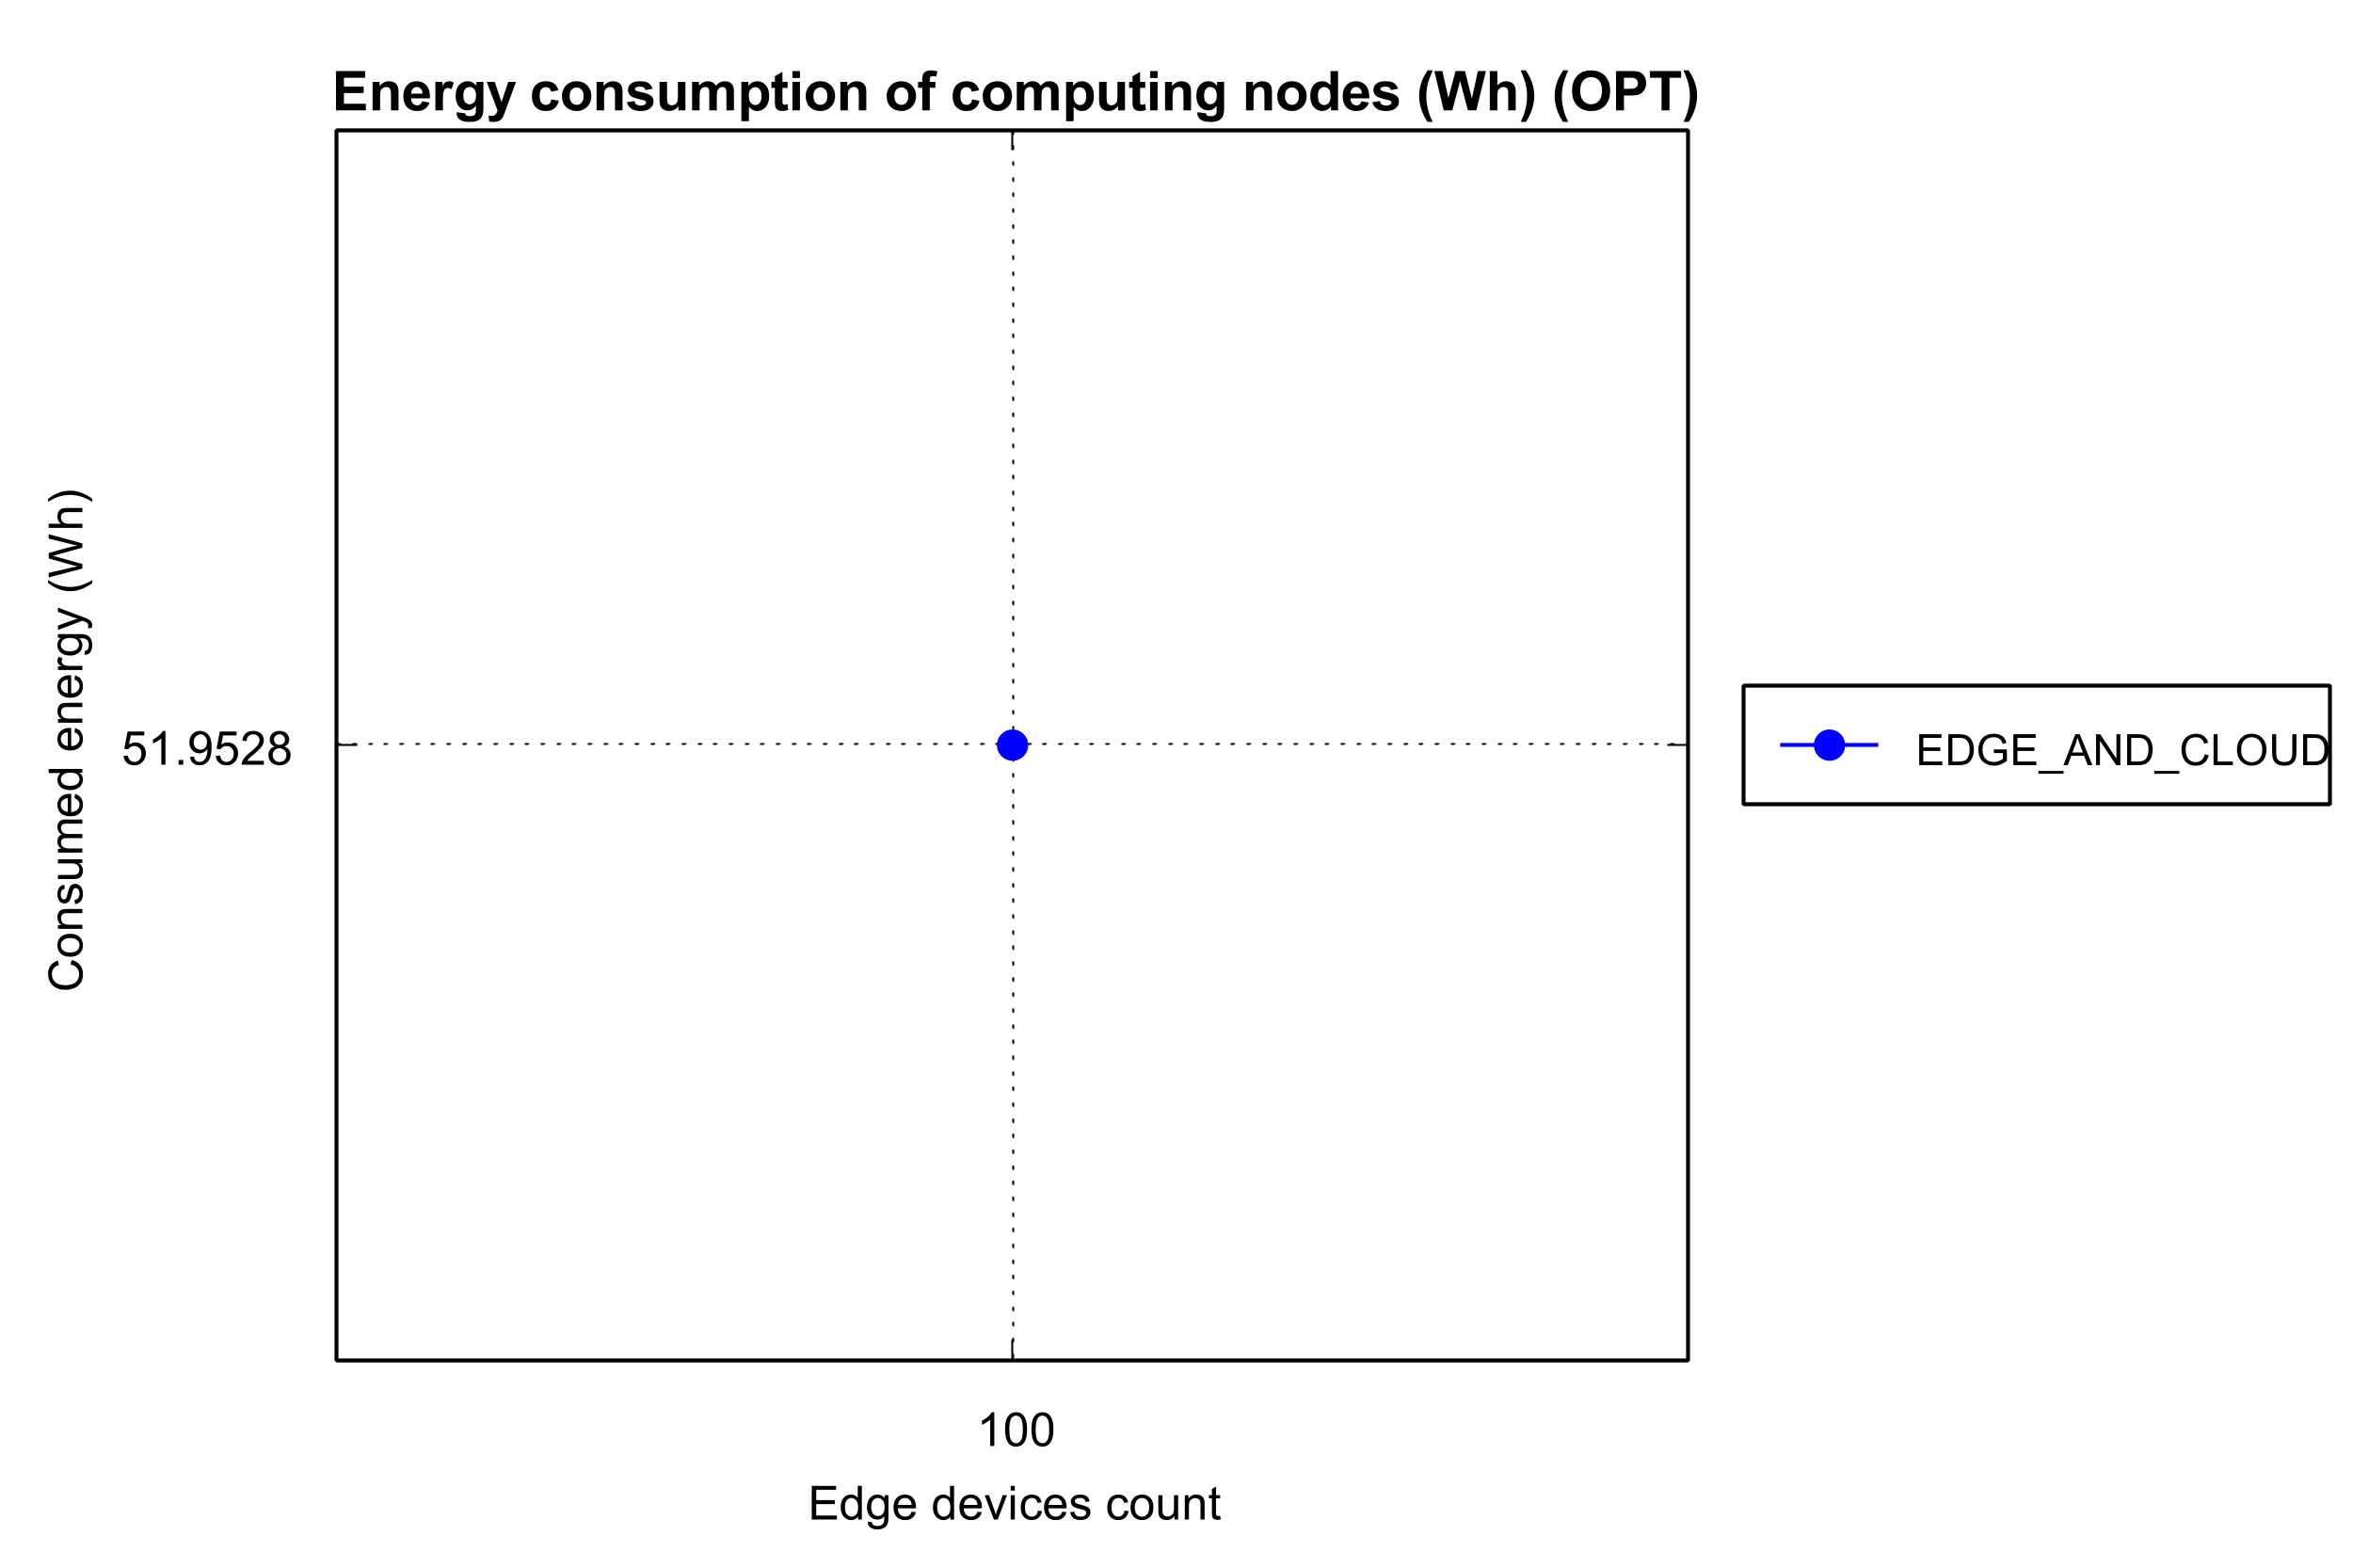 Energy consumption of computing nodes (Wh) (OPT)
Consumed energy (Wh)
51.9528
EDGE_AND_CLOUD
100
Edge devices count